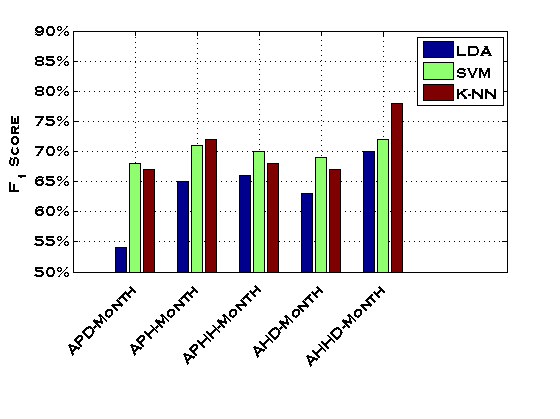 90%
85%
80%
75%
70%
65%
60%
55%
50%
F1 Score
LDA
SVM
K-NN
APD-Month
APH-Month
APHH-Month
AHD-Month
AHHD-Month